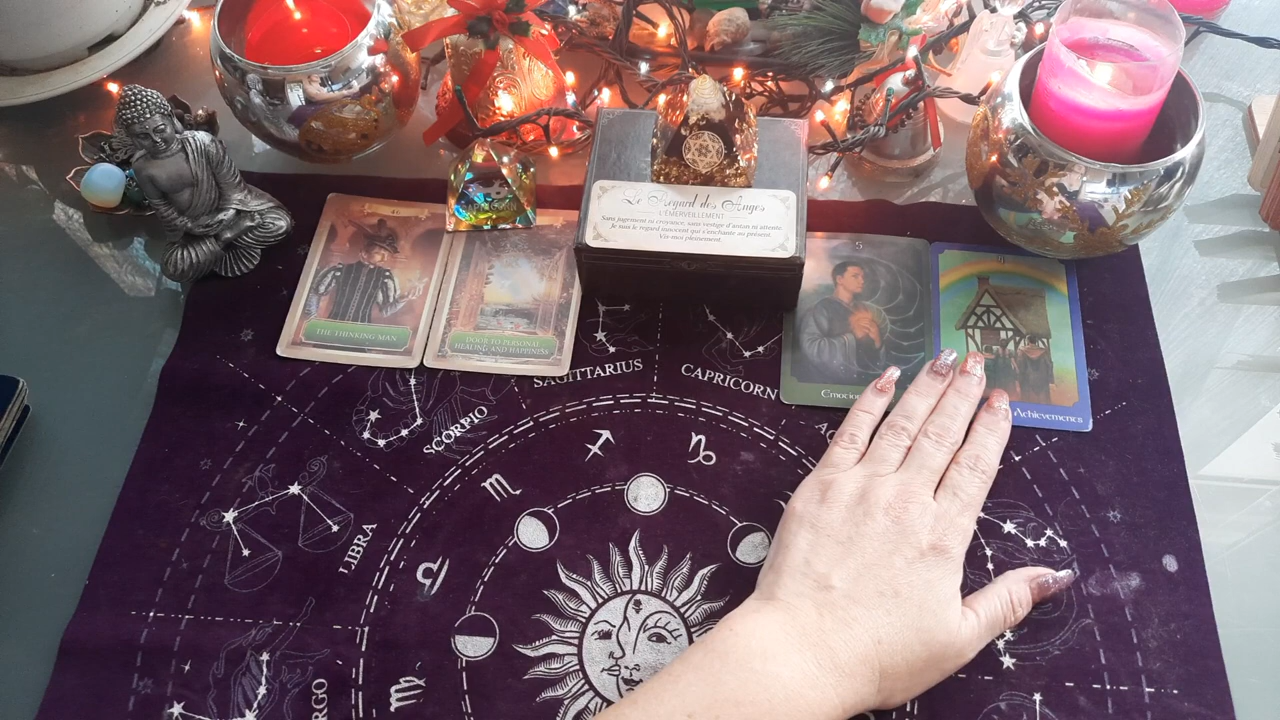 Le Regard des Anges
L'ÉMERVEILLEMENT
Sans jugement ni croyance, sans vestige d'antan ni attente,
Je suis le regard innocent qui s'enchante au présent.
Vis-moi pleinement.
46
THE THINKING MAN
DOOR TO PERSONAL
HEALING AND HAPPINESS
5
9
Achievements
SAGITTARIUS
CAPRICORN
SCORPIO
LIBRA
♐
♑
♏
♎
♍